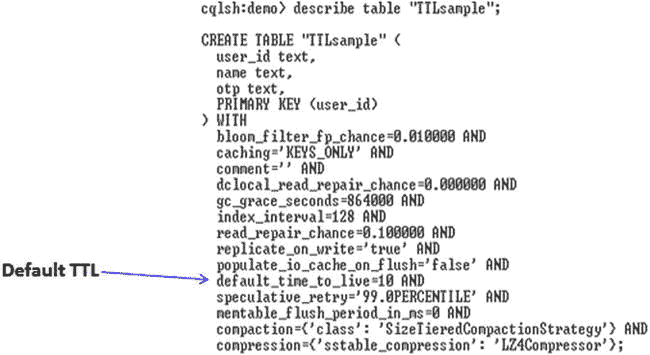 cqlsh:demo> describe table "TTLsample";
CREATE TABLE "TTLsample" (
user_id text,
name text,
otp text,
PRIMARY KEY (user_id)
) WITH
bloom_filter_fp_chance=0.010000 AND
caching='KEYS_ONLY' AND
comment='' AND
dclocal_read_repair_chance=0.000000 AND
gc_grace_seconds=864000 AND
index_interval=128 AND
read_repair_chance=0.100000 AND
replicate_on_write='true' AND
populate_io_cache_on_flush='false' AND
Default TTL
default_time_to_live=10 AND
speculative_retry='99.0PERCENTILE' AND
memtable_flush_period_in_ms=0 AND
compaction={'class': 'SizeTieredCompactionStrategy'} AND
compression={'sstable_compression': 'LZ4Compressor'};